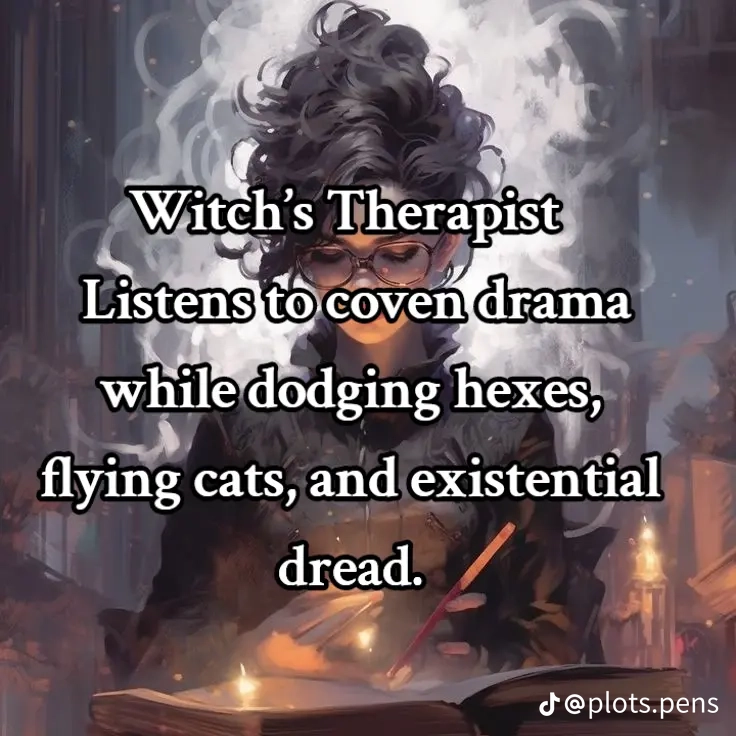 Witch’s Therapist
Listens to coven drama
while dodging hexes,
flying cats, and existential
dread.
@plots.pens